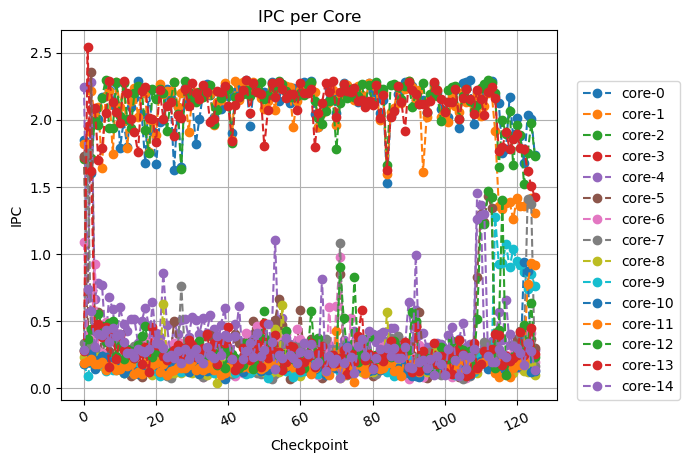 IPC per Core
IPC
2.5
2.0
1.5
1.0
0.5
0.0
0
20
40
60
80
100
120
Checkpoint
core-0
core-1
core-2
core-3
core-4
core-5
core-6
core-7
core-8
core-9
core-10
core-11
core-12
core-13
core-14